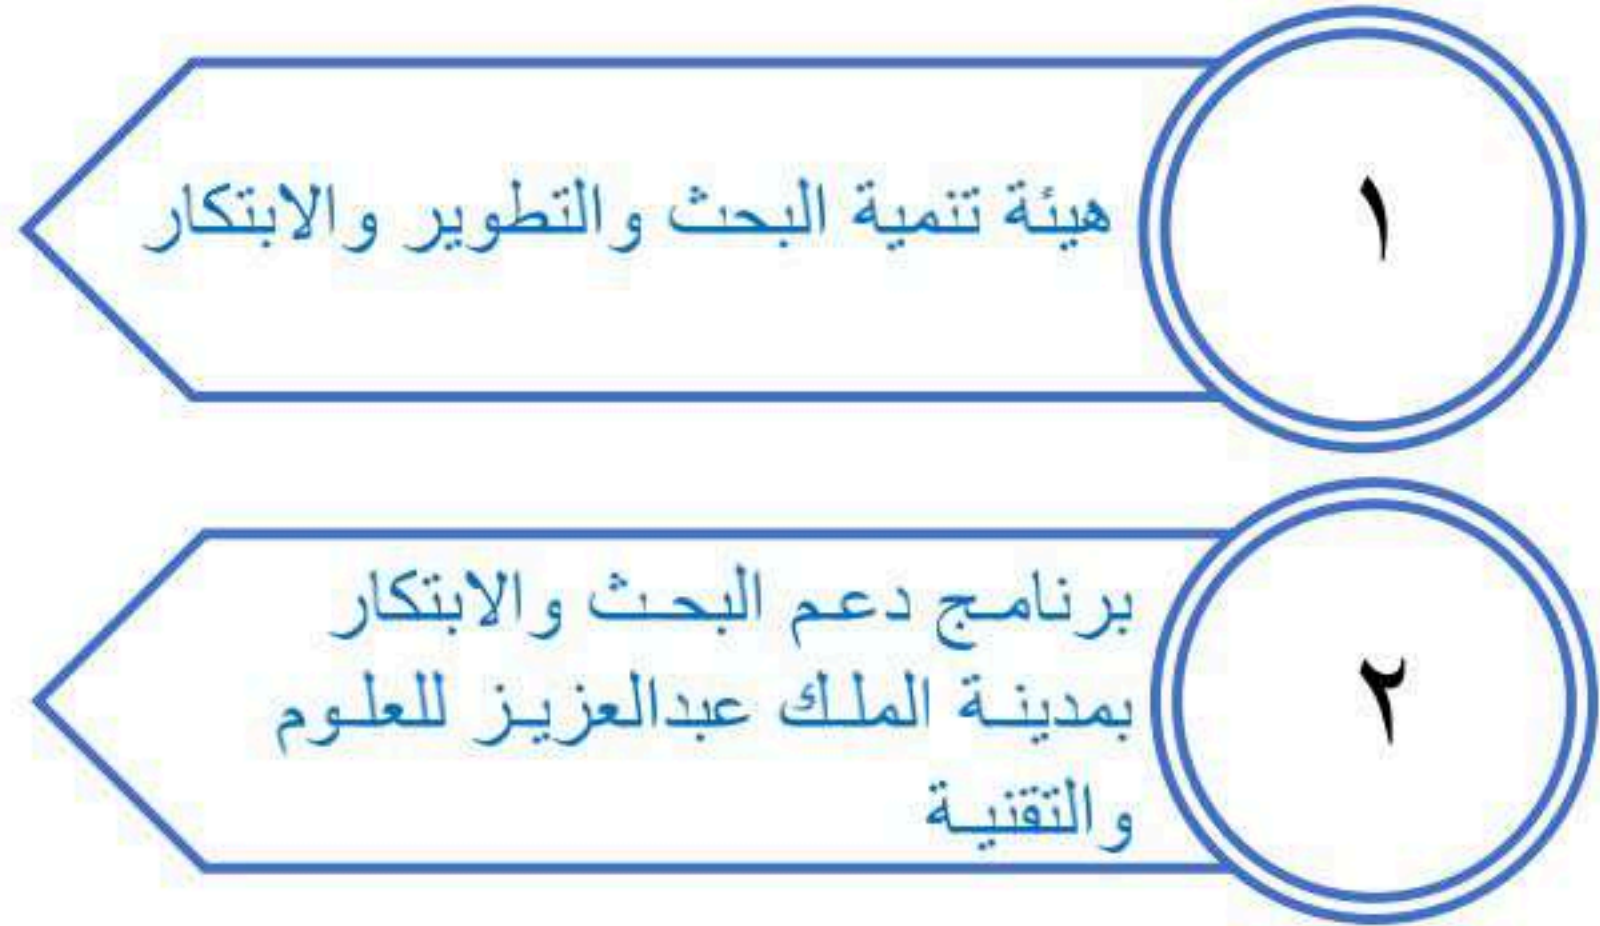 ١
هيئة تنمية البحث والتطوير والابتكار
٢
برنامج دعم البحث والابتكار
بمدينة الملك عبدالعزيز للعلوم
والتقنية